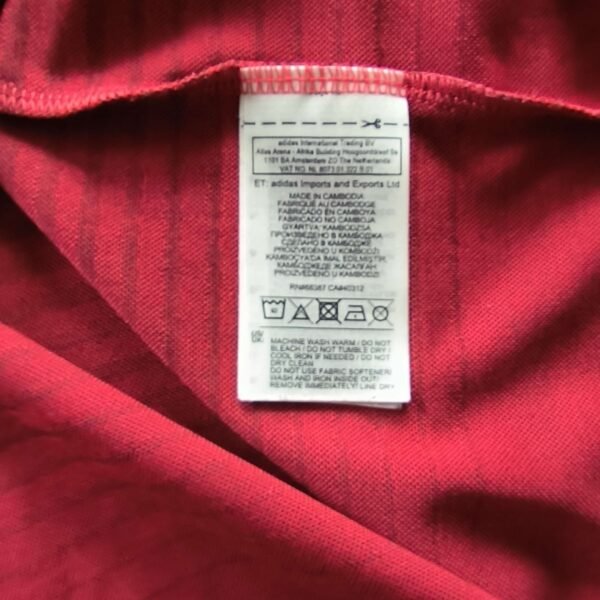 adidas International Trading BV
Atlas Arena - Afrika Building Hoogoorddreef 9a
1101 BA Amsterdam ZO The Netherlands
VAT NO. NL 8073.01.322.B.01
ET: adidas Imports and Exports Ltd
MADE IN CAMBODIA
FABRIQUÉ AU CAMBODGE
FABRICADO EN CAMBOYA
FABRICADO NO CAMBOJA
GYÁRTVA: KAMBODZSA
ПРОИЗВЕДЕНО В КАМБОДЖА
СДЕЛАНО В КАМБОДЖЕ
PROIZVEDENO U KOMBODŽI
KAMBOÇYA'DA İMAL EDİLMİŞTİR.
КАМБОДЖЕДЕ ЖАСАЛҒАН
PROIZVEDENO U KAMBODŽI
RN#66387 CA#40312
US/
UK:
MACHINE WASH WARM / DO NOT
BLEACH / DO NOT TUMBLE DRY /
COOL IRON IF NEEDED / DO NOT
DRY CLEAN
DO NOT USE FABRIC SOFTENER/
WASH AND IRON INSIDE OUT/
REMOVE IMMEDIATELY/ LINE DRY